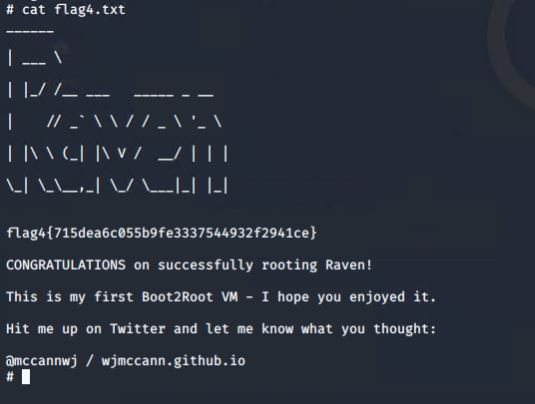 # cat flag4.txt
______
| ___ \
| |_/ /__ ___   _____ _ __
|    // _` \ \ / / _ \ '_ \
| |\ \ (_| |\ V /  __/ | | |
\_| \_\__,_| \_/ \___|_| |_|
flag4{715dea6c055b9fe3337544932f2941ce}
CONGRATULATIONS on successfully rooting Raven!
This is my first Boot2Root VM - I hope you enjoyed it.
Hit me up on Twitter and let me know what you thought:
@mccannwj / wjmccann.github.io
#